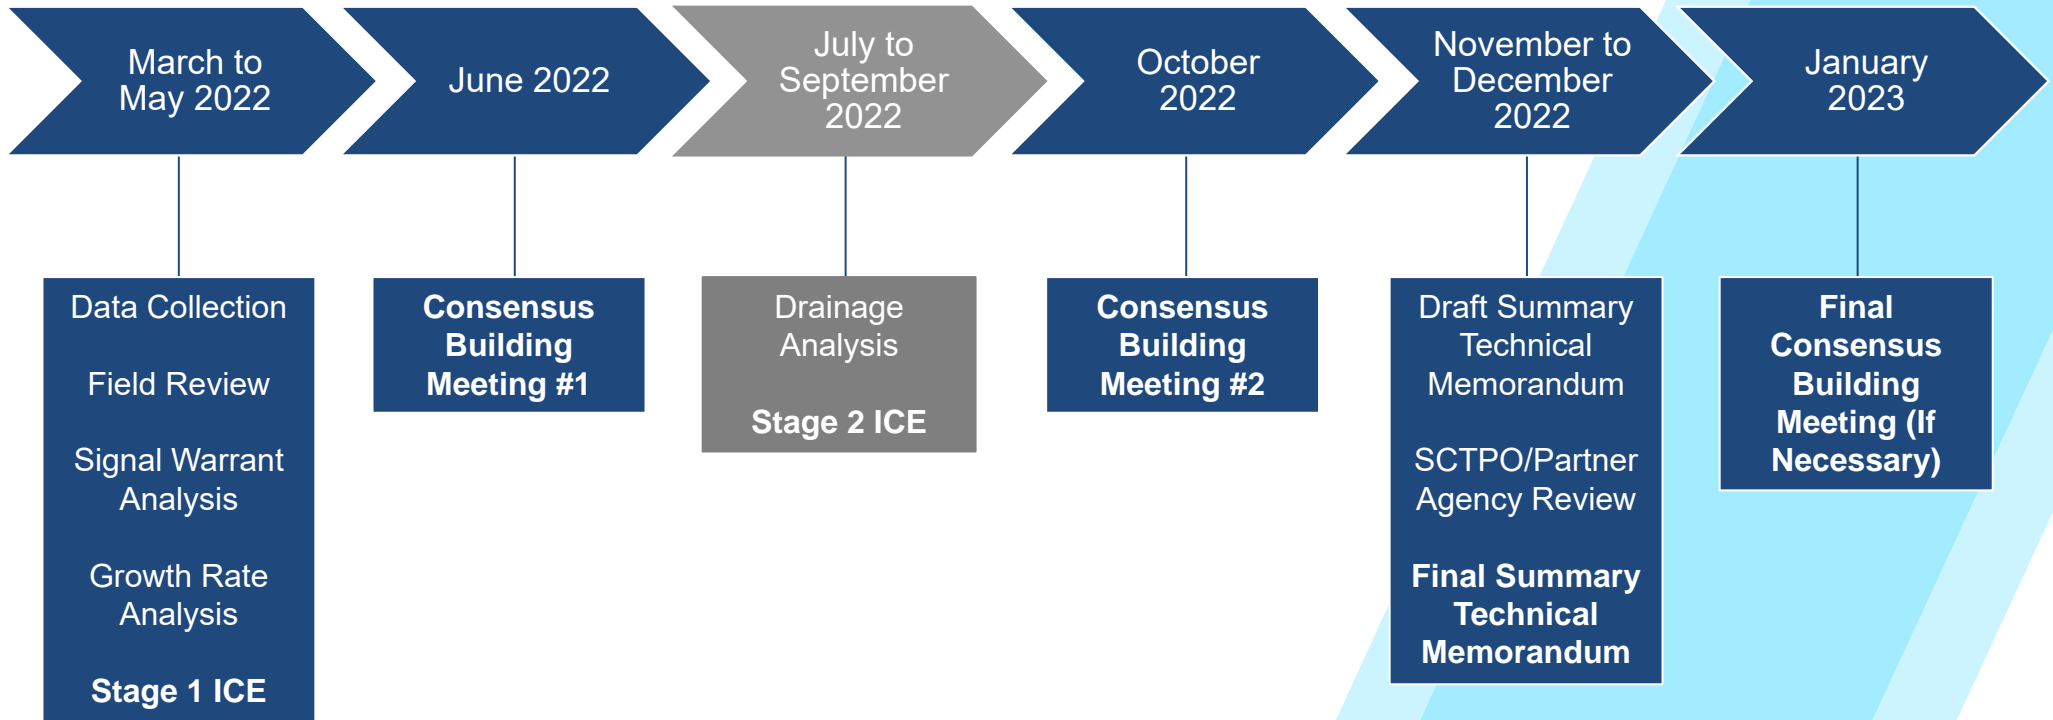 March to
May 2022
June 2022
July to
September
2022
October
2022
November to
December
2022
January
2023
Data Collection
Field Review
Signal Warrant
Analysis
Growth Rate
Analysis
Stage 1 ICE
Consensus
Building
Meeting #1
Drainage
Analysis
Stage 2 ICE
Consensus
Building
Meeting #2
Draft Summary
Technical
Memorandum
SCTPO/Partner
Agency Review
Final Summary
Technical
Memorandum
Final
Consensus
Building
Meeting (If
Necessary)